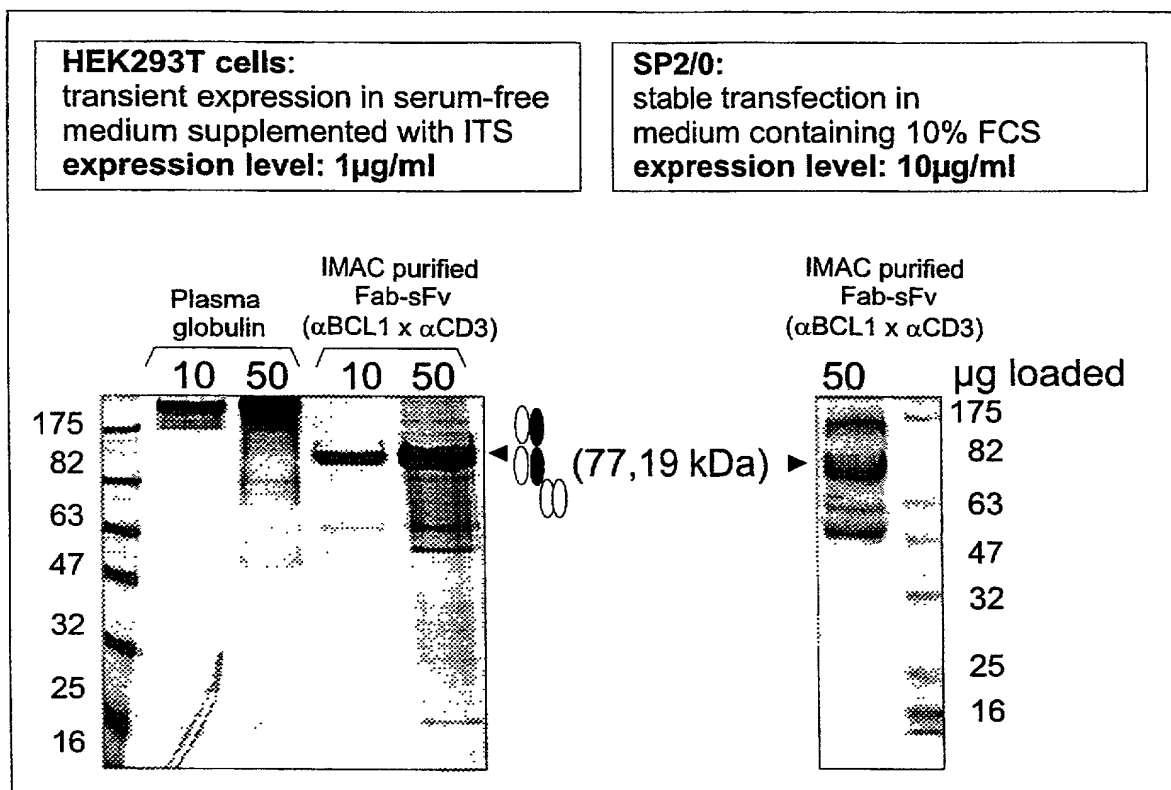 HEK293T cells:
transient expression in serum-free
medium supplemented with ITS
expression level: 1µg/ml
SP2/0:
stable transfection in
medium containing 10% FCS
expression level: 10µg/ml
Plasma
globulin
IMAC purified
Fab-sFv
(αBCL1 x αCD3)
10 50 10 50
175
82
63
47
32
25
16
(77,19 kDa)
IMAC purified
Fab-sFv
(αBCL1 x αCD3)
50 µg loaded
175
82
63
47
32
25
16